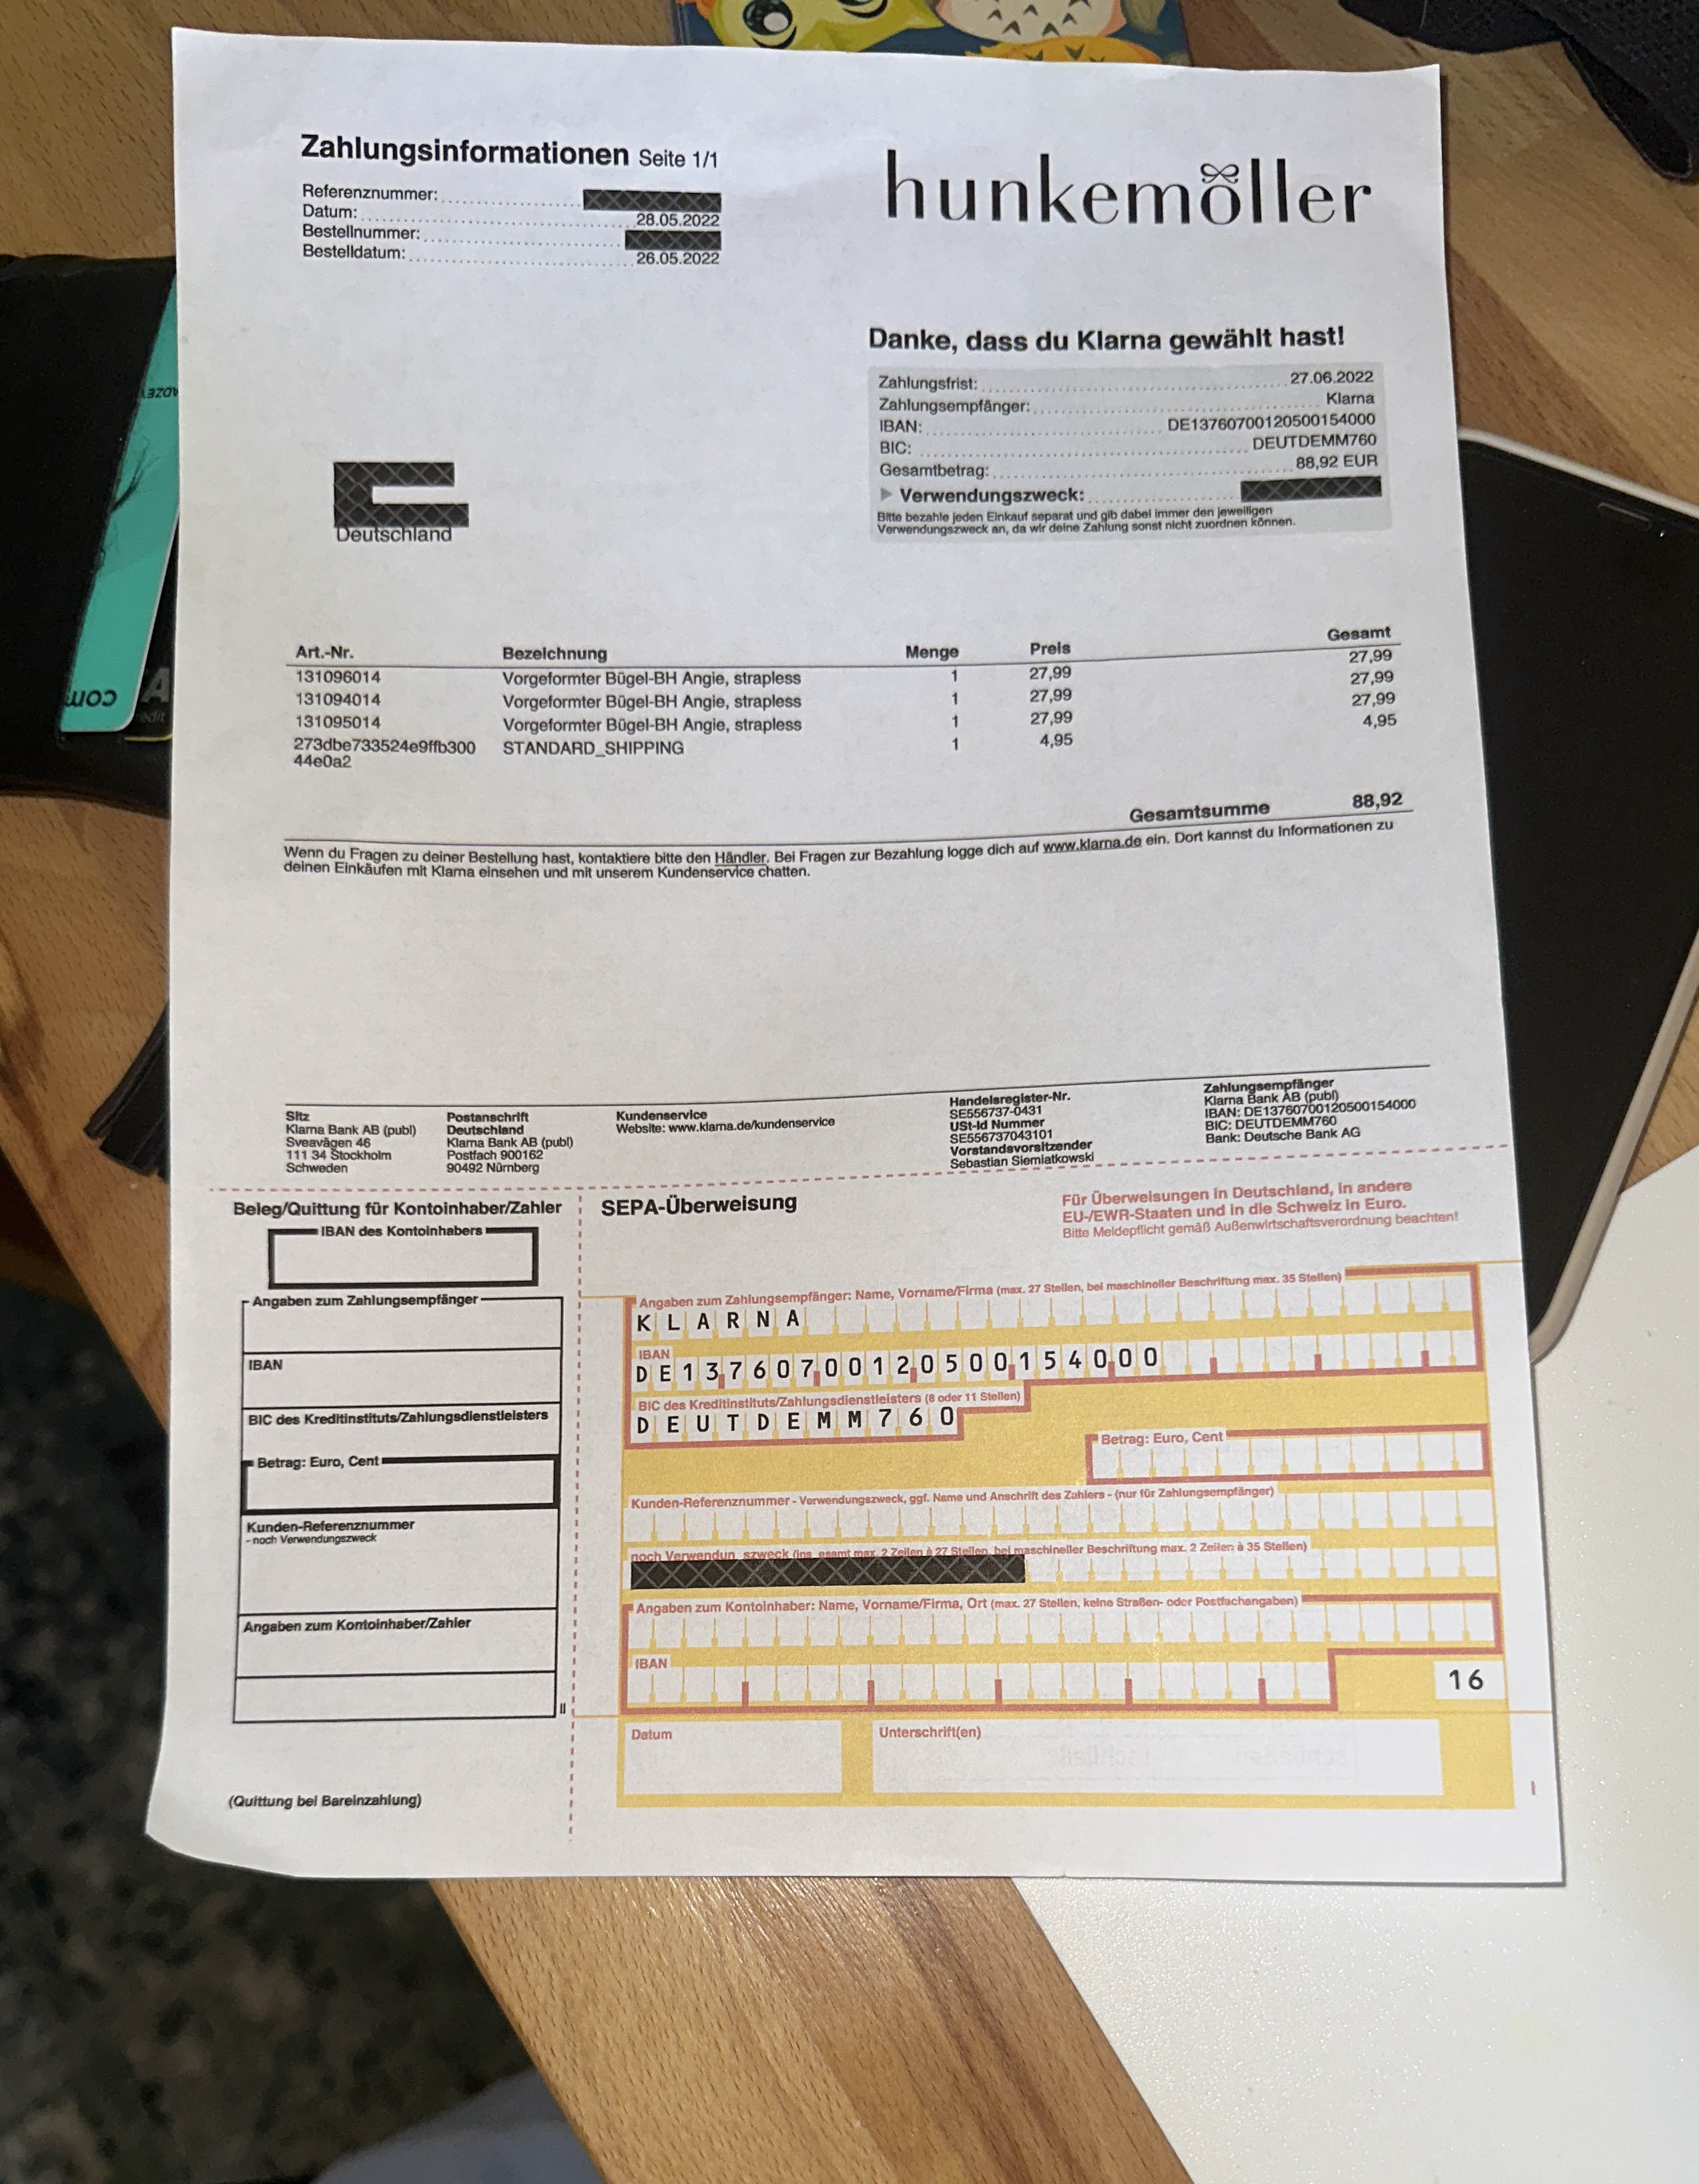 Zahlungsinformationen Seite 1/1
Referenznummer:
Datum: 28.05.2022
Bestellnummer:
Bestelldatum: 26.05.2022
hunkemöller
Danke, dass du Klarna gewählt hast!
Zahlungsfrist: 27.06.2022
Zahlungsempfänger: Klarna
IBAN: DE13760700120500154000
BIC: DEUTDEMM760
Gesamtbetrag: 88,92 EUR
Verwendungszweck:
Bitte bezahle jeden Einkauf separat und gib dabei immer den jeweiligen
Verwendungszweck an, da wir deine Zahlung sonst nicht zuordnen können.
Deutschland
Art.-Nr. Bezeichnung Menge Preis Gesamt
131096014 Vorgeformter Bügel-BH Angie, strapless 1 27,99 27,99
131094014 Vorgeformter Bügel-BH Angie, strapless 1 27,99 27,99
131095014 Vorgeformter Bügel-BH Angie, strapless 1 27,99 27,99
273dbe733524e9ffb300 STANDARD_SHIPPING 1 4,95 4,95
44e0a2
Gesamtsumme 88,92
Wenn du Fragen zu deiner Bestellung hast, kontaktiere bitte den Händler. Bei Fragen zur Bezahlung logge dich auf www.klarna.de ein. Dort kannst du Informationen zu
deinen Einkäufen mit Klarna einsehen und mit unserem Kundenservice chatten.
Sitz
Klarna Bank AB (publ)
Sveavägen 46
111 34 Stockholm
Schweden
Postanschrift
Deutschland
Klarna Bank AB (publ)
Postfach 900162
90492 Nürnberg
Kundenservice
Website: www.klarna.de/kundenservice
Handelsregister-Nr.
SE556737-0431
USt-Id Nummer
SE556737043101
Vorstandsvorsitzender
Sebastian Siemiatkowski
Zahlungsempfänger
Klarna Bank AB (publ)
IBAN: DE13760700120500154000
BIC: DEUTDEMM760
Bank: Deutsche Bank AG
Beleg/Quittung für Kontoinhaber/Zahler
IBAN des Kontoinhabers
Angaben zum Zahlungsempfänger
IBAN
BIC des Kreditinstituts/Zahlungsdienstleisters
Betrag: Euro, Cent
Kunden-Referenznummer
- noch Verwendungszweck
Angaben zum Kontoinhaber/Zahler
(Quittung bei Bareinzahlung)
SEPA-Überweisung
Für Überweisungen in Deutschland, in andere
EU-/EWR-Staaten und in die Schweiz in Euro.
Bitte Meldepflicht gemäß Außenwirtschaftsverordnung beachten!
Angaben zum Zahlungsempfänger: Name, Vorname/Firma (max. 27 Stellen, bei maschineller Beschriftung max. 35 Stellen)
KLARNA
IBAN
DE13760700120500154000
BIC des Kreditinstituts/Zahlungsdienstleisters (8 oder 11 Stellen)
DEUTDEMM760
Betrag: Euro, Cent
Kunden-Referenznummer - Verwendungszweck, ggf. Name und Anschrift des Zahlers - (nur für Zahlungsempfänger)
noch Verwendungszweck (insgesamt max. 2 Zeilen à 27 Stellen, bei maschineller Beschriftung max. 2 Zeilen à 35 Stellen)
Angaben zum Kontoinhaber: Name, Vorname/Firma, Ort (max. 27 Stellen, keine Straßen- oder Postfachangaben)
IBAN
16
Datum
Unterschrift(en)